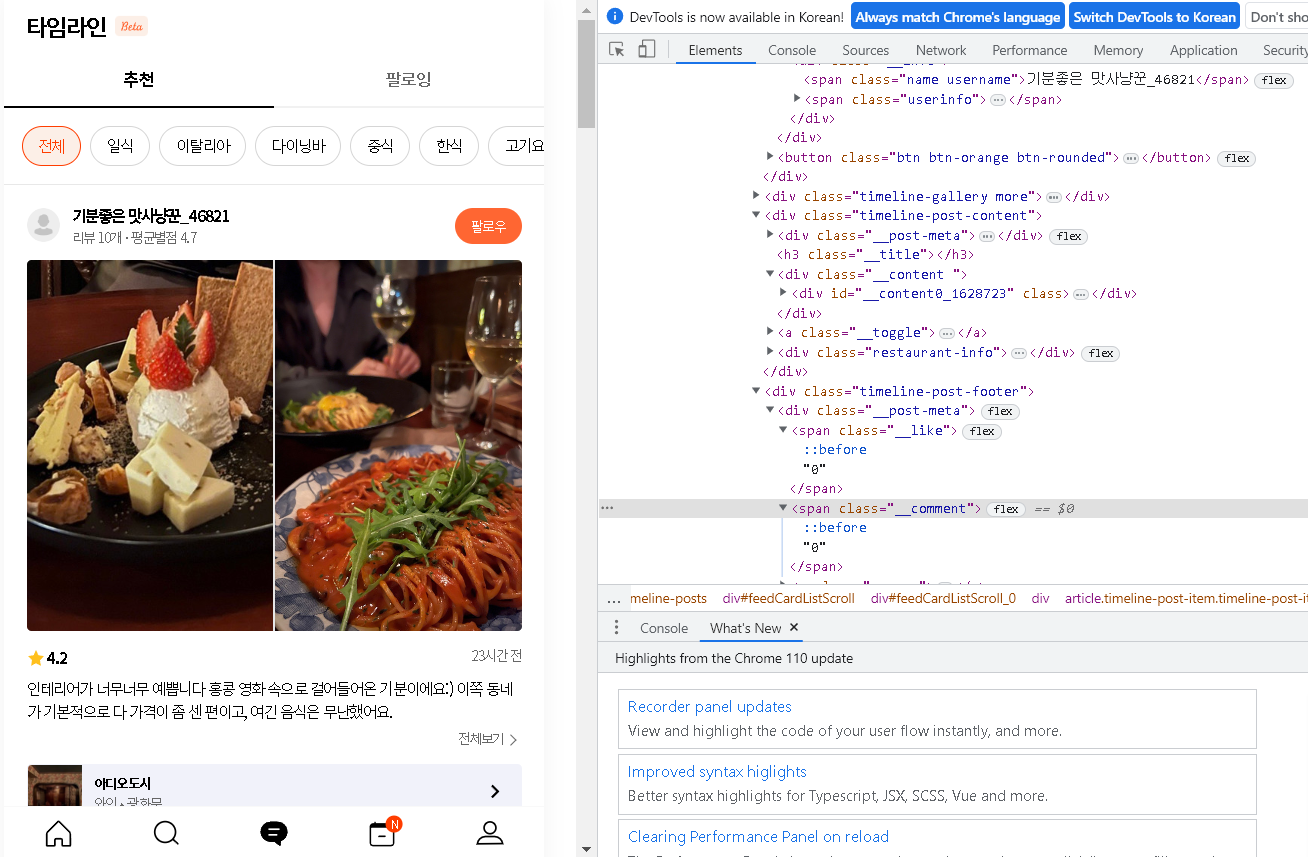 타임라인 Beta
추천 팔로잉
전체 일식 이탈리아 다이닝바 중식 한식 고기요
기분좋은 맛사냥꾼_46821
리뷰 10개 · 평균별점 4.7
팔로우
4.2
23시간 전
인테리어가 너무너무 예쁩니다 홍콩 영화 속으로 걸어들어온 기분이에요:) 이쪽 동네
가 기본적으로 다 가격이 좀 센 편이고, 여긴 음식은 무난했어요.
전체보기
아디오도시
와인 • 광화문
N
DevTools is now available in Korean! Always match Chrome's language Switch DevTools to Korean Don't sho
Elements Console Sources Network Performance Memory Application Security
<span class="name username">기분좋은 맛사냥꾼_46821</span> flex
<span class="userinfo"> ⋯ </span>
</div>
</div>
<button class="btn btn-orange btn-rounded"> ⋯ </button> flex
</div>
<div class="timeline-gallery more"> ⋯ </div>
<div class="timeline-post-content">
<div class="__post-meta"> ⋯ </div> flex
<h3 class="__title"></h3>
<div class="__content ">
<div id="__content0_1628723" class> ⋯ </div>
</div>
<a class="__toggle"> ⋯ </a>
<div class="restaurant-info"> ⋯ </div> flex
</div>
<div class="timeline-post-footer">
<div class="__post-meta"> flex
<span class="__like"> flex
::before
"0"
</span>
<span class="__comment"> flex == $0
::before
"0"
</span>
... meline-posts div#feedCardListScroll div#feedCardListScroll_0 div article.timeline-post-item.timeline-post-it
Console What's New ×
Highlights from the Chrome 110 update
Recorder panel updates
View and highlight the code of your user flow instantly, and more.
Improved syntax higlights
Better syntax highlights for Typescript, JSX, SCSS, Vue and more.
Clearing Performance Panel on reload